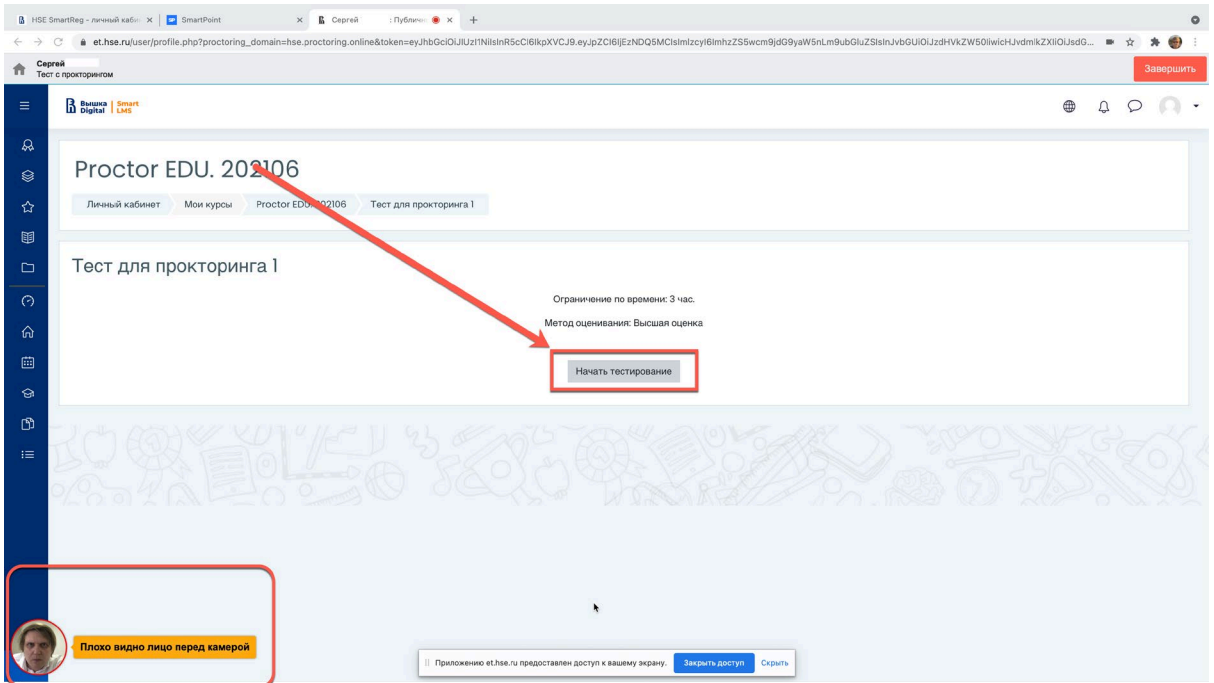 HSE SmartReg - личный кабин
SmartPoint
Сергей : Публичн
et.hse.ru/user/profile.php?proctoring_domain=hse.proctoring.online&token=
Сергей
Тест с прокторингом
Завершить
Вышка Digital | Smart LMS
Proctor EDU. 202106
Личный кабинет Мои курсы Proctor EDU. 202106 Тест для прокторинга 1
Тест для прокторинга 1
Ограничение по времени: 3 час.
Метод оценивания: Высшая оценка
Начать тестирование
Плохо видно лицо перед камерой
Приложению et.hse.ru предоставлен доступ к вашему экрану. Закрыть доступ Скрыть